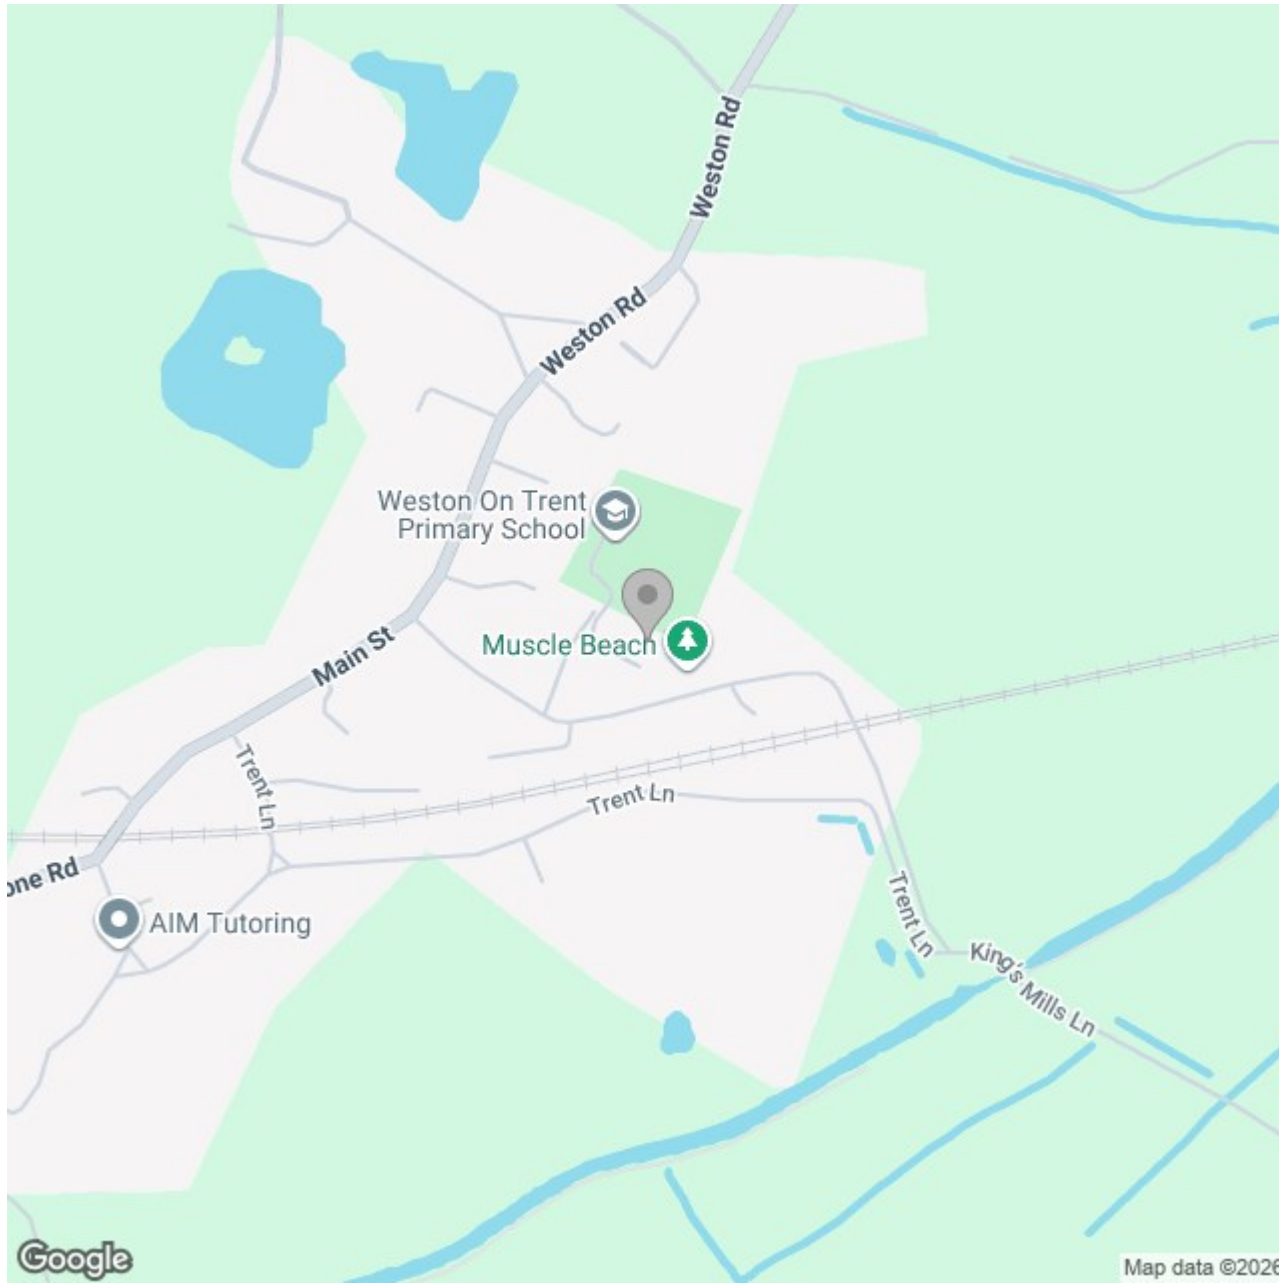 Weston Rd
Weston Rd
Weston On Trent
Primary School
Main St
Muscle Beach
Trent Ln
Trent Ln
one Rd
AIM Tutoring
Trent Ln
King's Mills Ln
Google
Map data ©2026